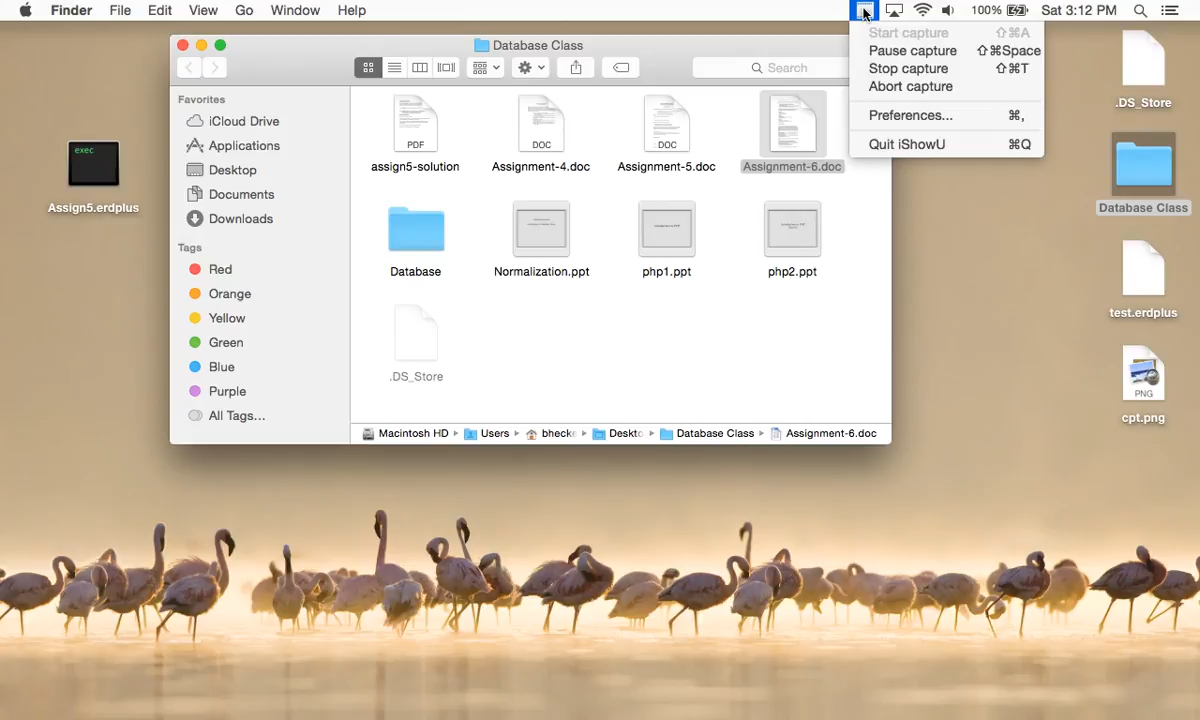 Finder File Edit View Go Window Help 100% Sat 3:12 PM
Start capture ⇧⌘A
Pause capture ⇧⌘Space
Stop capture ⇧⌘T
Abort capture
Preferences... ⌘,
Quit iShowU ⌘Q
Database Class
Search
Favorites
iCloud Drive
Applications
Desktop
Documents
Downloads
Tags
Red
Orange
Yellow
Green
Blue
Purple
All Tags...
PDF
assign5-solution
DOC
Assignment-4.doc
DOC
Assignment-5.doc
Assignment-6.doc
Database
Normalization.ppt
php1.ppt
php2.ppt
.DS_Store
Macintosh HD Users bhecke Deskto Database Class Assignment-6.doc
exec
Assign5.erdplus
.DS_Store
Database Class
test.erdplus
PNG
cpt.png